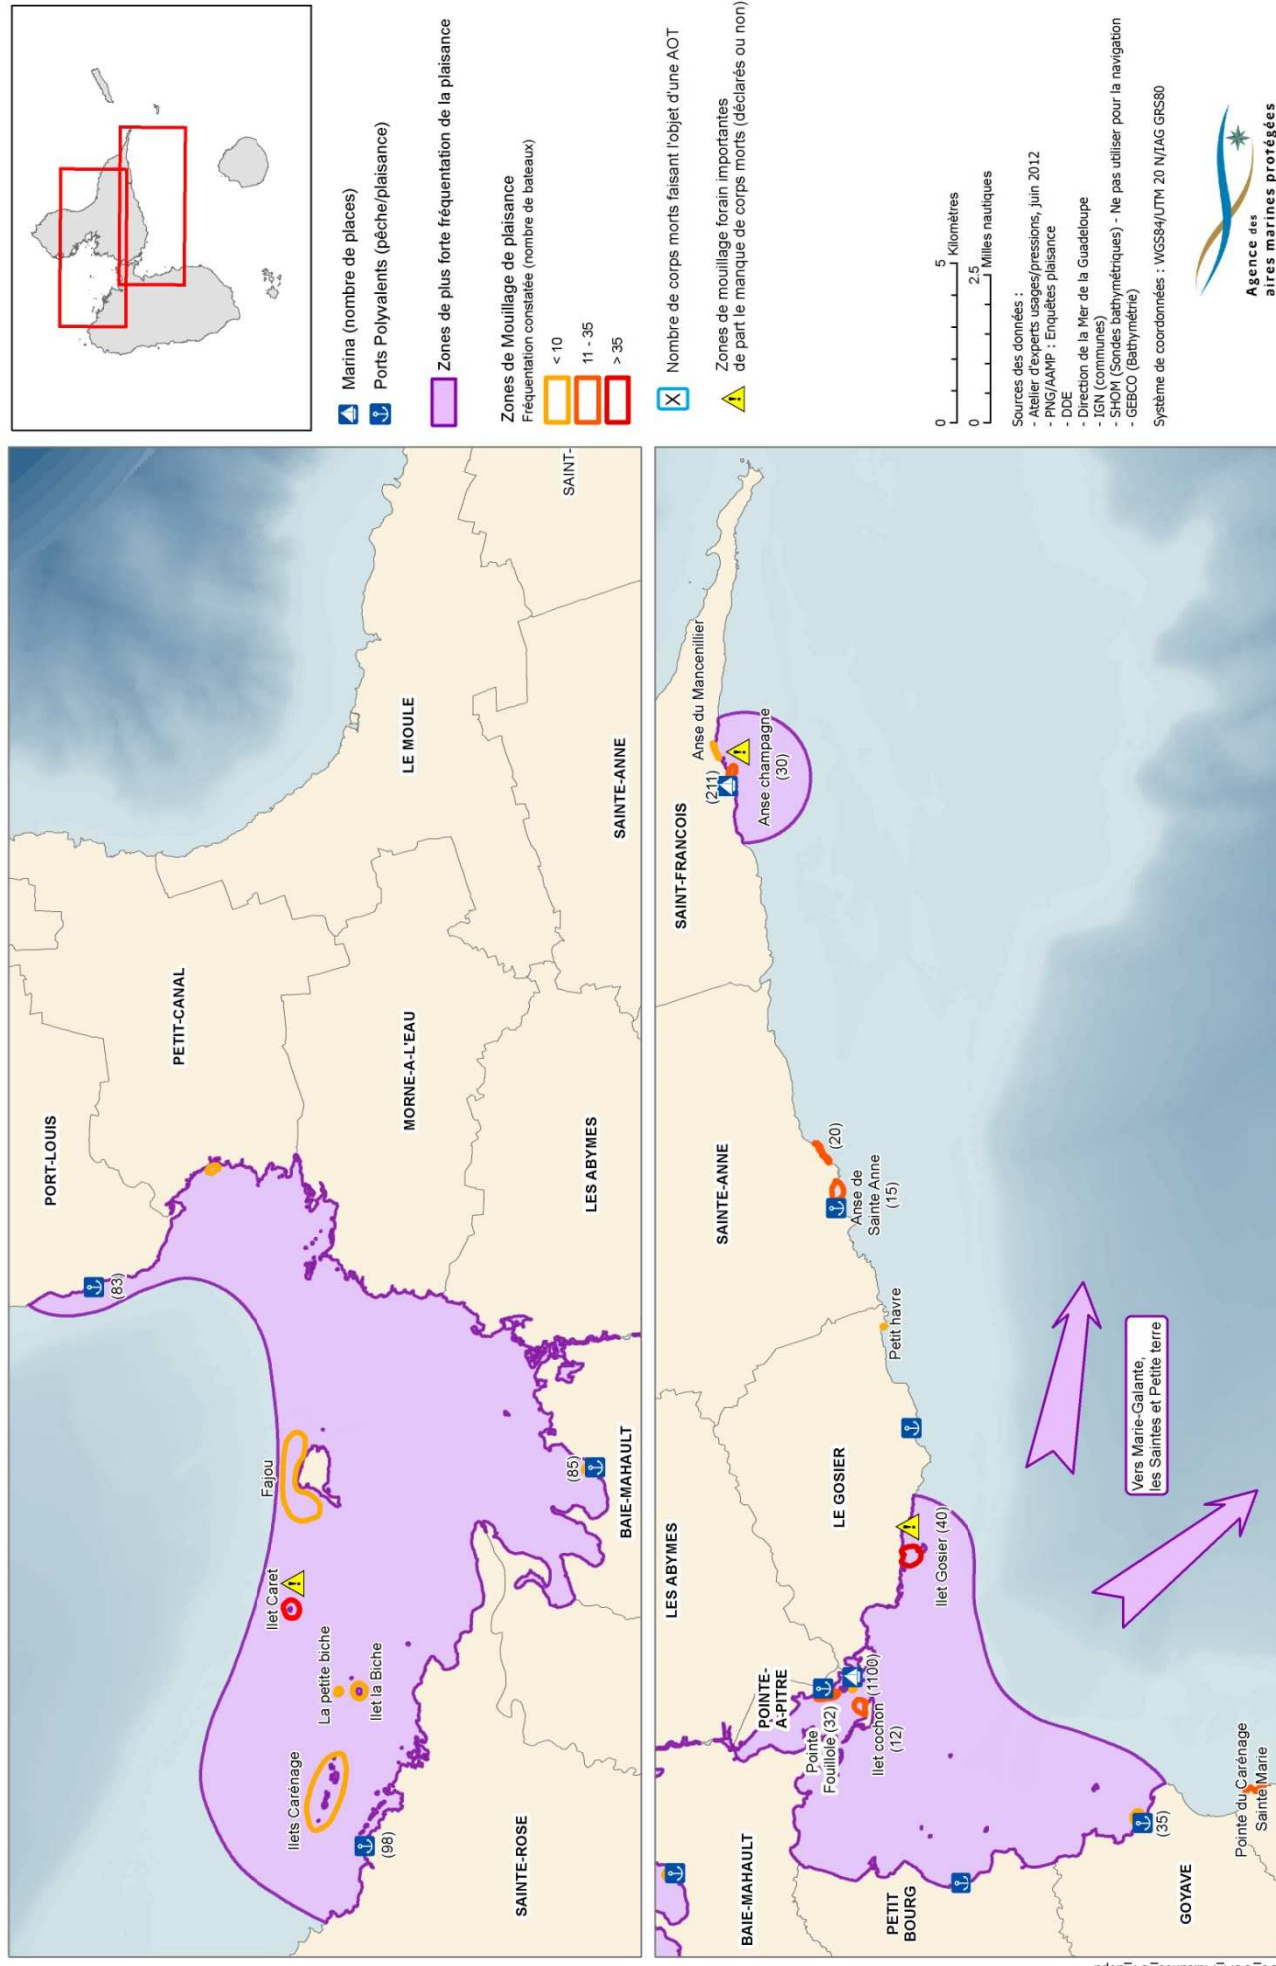 PORT-LOUIS
(83)
PETIT-CANAL
Fajou
Ilet Caret
La petite biche
Ilet la Biche
Ilets Carénage
(98)
MORNE-A-L'EAU
LE MOULE
SAINT-
LES ABYMES
SAINTE-ANNE
(85)
BAIE-MAHAULT
SAINTE-ROSE
LES ABYMES
POINTE-
A-PITRE
BAIE-MAHAULT
SAINTE-ANNE
SAINT-FRANCOIS
(211)
Anse du Mancenillier
Anse champagne
(30)
LE GOSIER
Pointe
Fouillole (32)
(1100)
Ilet cochon
(12)
Ilet Gosier (40)
Petit havre
Anse de
Sainte Anne
(15)
(20)
PETIT
BOURG
(35)
GOYAVE
Pointe du Carénage
Sainte Marie
Vers Marie-Galante,
les Saintes et Petite terre
Marina (nombre de places)
Ports Polyvalents (pêche/plaisance)
Zones de plus forte fréquentation de la plaisance
Zones de Mouillage de plaisance
Fréquentation constatée (nombre de bateaux)
< 10
11 - 35
> 35
X
Nombre de corps morts faisant l'objet d'une AOT
Zones de mouillage forain importantes
de part le manque de corps morts (déclarés ou non)
0 5 Kilomètres
0 2.5 Milles nautiques
Sources des données :
- Atelier d'experts usages/pressions, juin 2012
- PNG/AAMP : Enquêtes plaisance
- DDE
- Direction de la Mer de la Guadeloupe
- IGN (communes)
- SHOM (Sondes bathymétriques) - Ne pas utiliser pour la navigation
- GEBCO (Bathymétrie)
Système de coordonnées : WGS84/UTM 20 N/IAG GRS80
Agence des
aires marines protégées